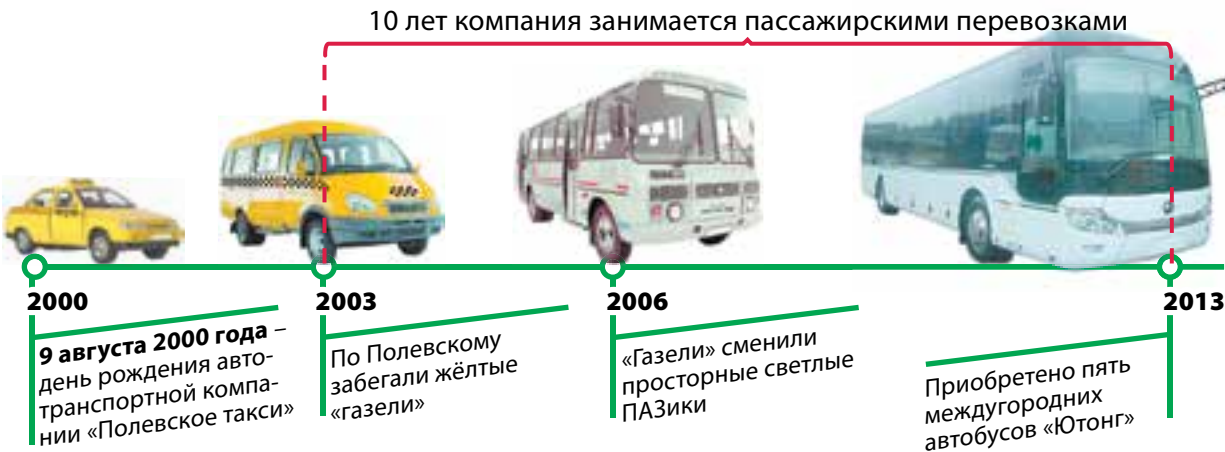 10 лет компания занимается пассажирскими перевозками
2000
9 августа 2000 года –
день рождения авто-
транспортной компа-
нии «Полевское такси»
2003
По Полевскому
забегали жёлтые
«газели»
2006
«Газели» сменили
просторные светлые
ПАЗики
2013
Приобретено пять
междугородних
автобусов «Ютонг»